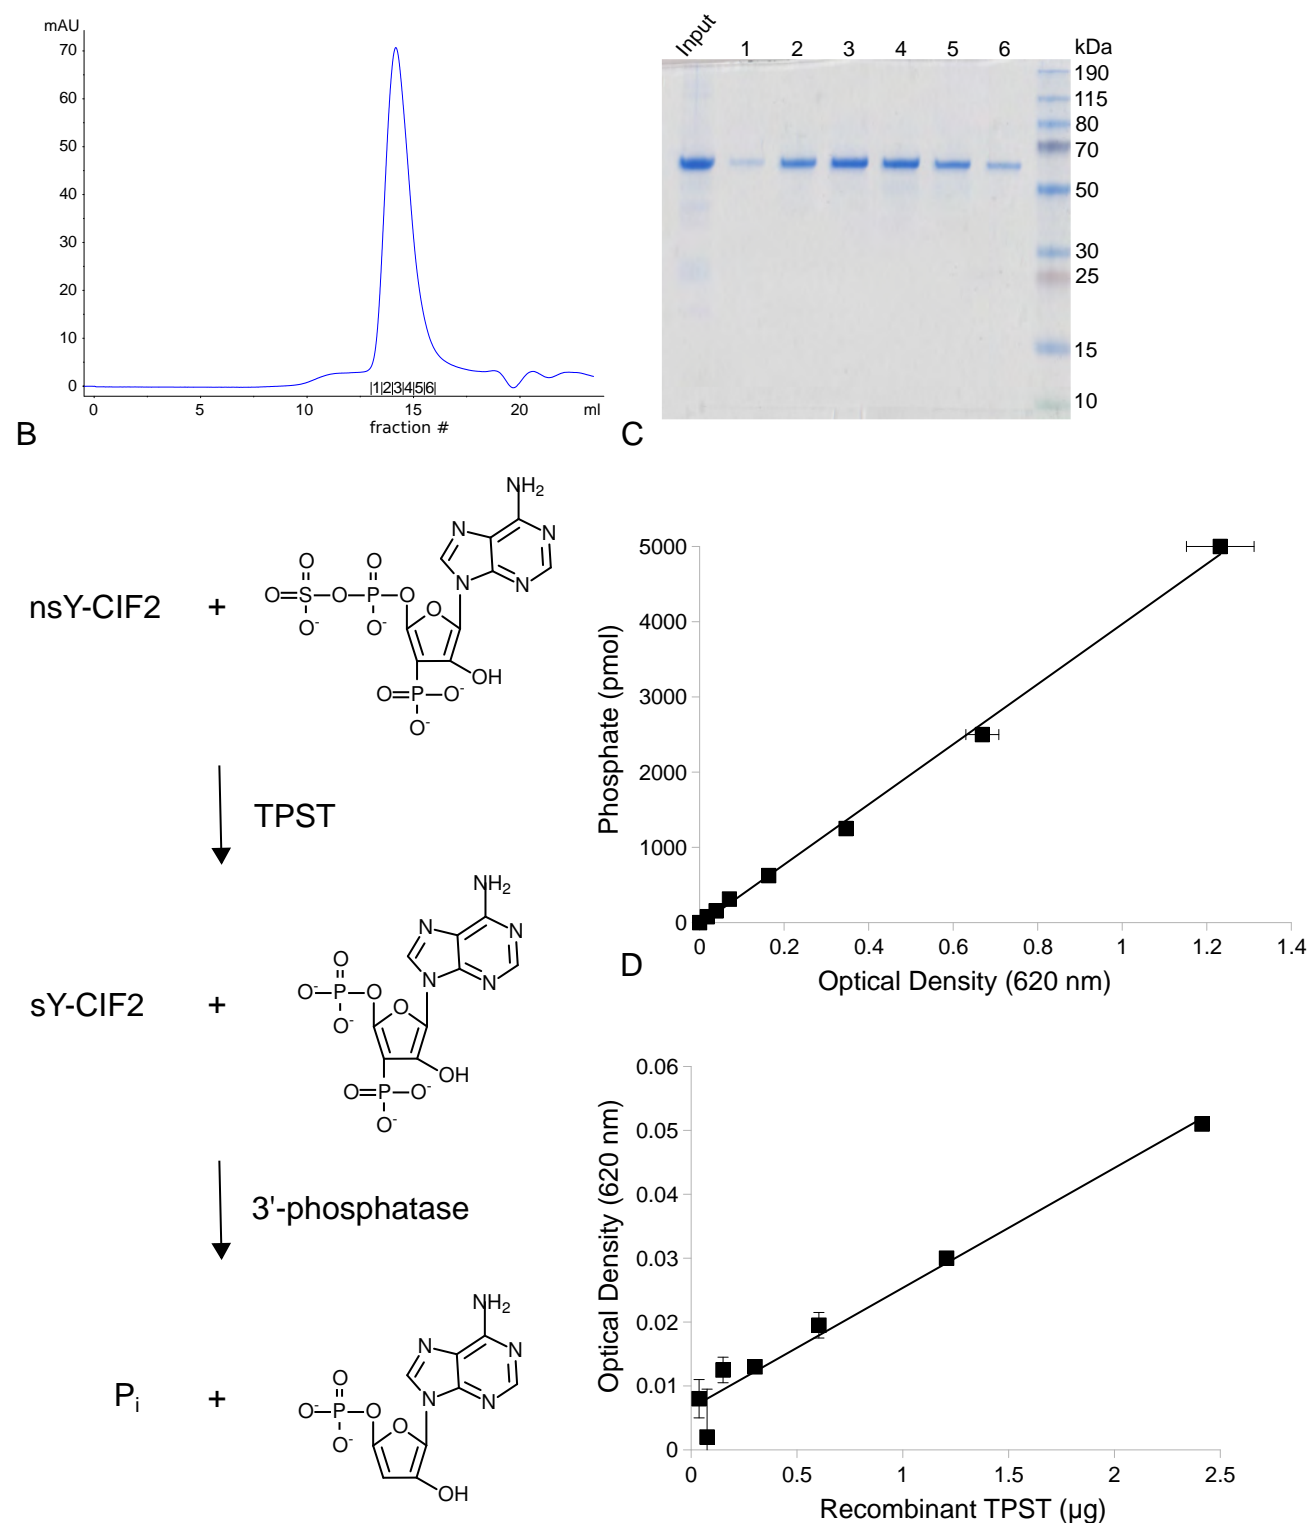 mAU
70
60
50
40
30
20
10
0
|1|2|3|4|5|6|
0 5 10 15 20 ml
fraction #
Input 1 2 3 4 5 6 kDa
190
115
80
70
50
30
25
15
10
B
nsY-CIF2 +
NH2
N N
N N
O O
O=S-O-P-O O
O- O-
OH
O=P-O-
O-
TPST
sY-CIF2 +
NH2
N N
N N
O
O--P-O O
O-
OH
O=P-O-
O-
3'-phosphatase
Pi +
NH2
N N
N N
O
O--P-O O
O-
OH
C
Phosphate (pmol)
5000
4000
3000
2000
1000
0
0 0.2 0.4 0.6 0.8 1 1.2 1.4
Optical Density (620 nm)
D
Optical Density (620 nm)
0.06
0.05
0.04
0.03
0.02
0.01
0
0 0.5 1 1.5 2 2.5
Recombinant TPST (µg)